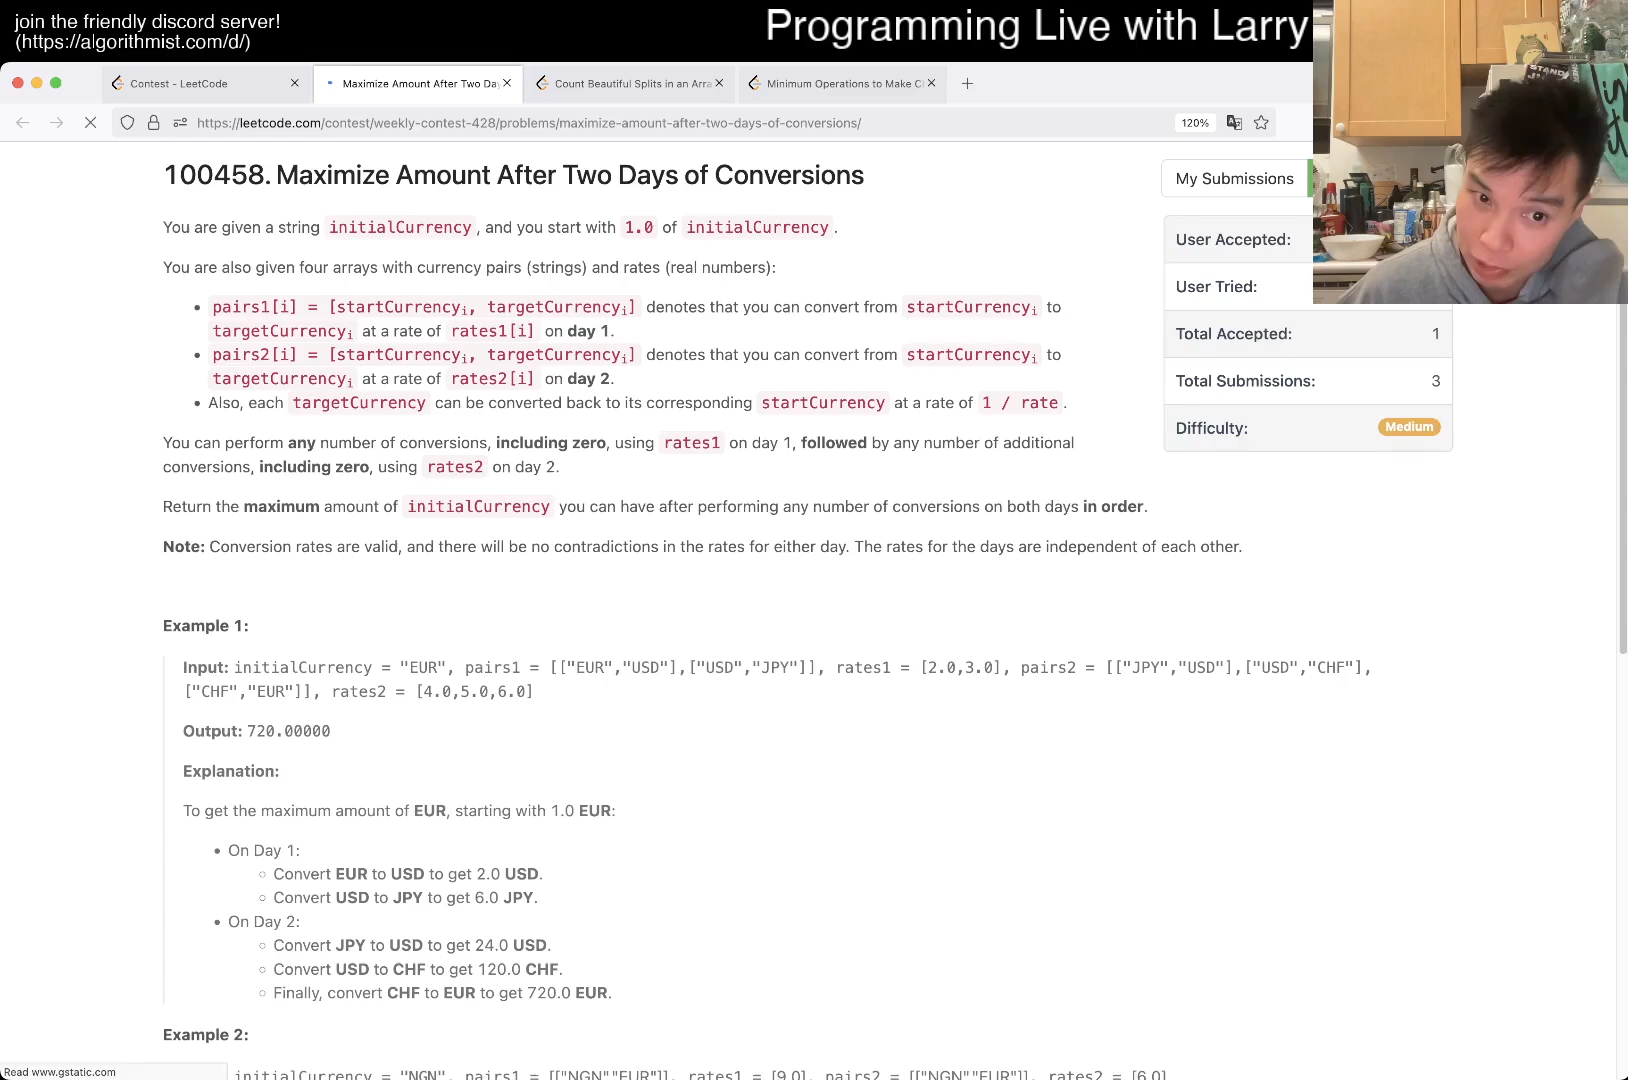 join the friendly discord server!
(https://algorithmist.com/d/)
Programming Live with Larry
Contest - LeetCode
Maximize Amount After Two Da
Count Beautiful Splits in an Arra
Minimum Operations to Make C
https://leetcode.com/contest/weekly-contest-428/problems/maximize-amount-after-two-days-of-conversions/
120%
100458. Maximize Amount After Two Days of Conversions
My Submissions
You are given a string initialCurrency, and you start with 1.0 of initialCurrency.
User Accepted:
You are also given four arrays with currency pairs (strings) and rates (real numbers):
User Tried:
pairs1[i] = [startCurrencyi, targetCurrencyi] denotes that you can convert from startCurrencyi to
targetCurrencyi at a rate of rates1[i] on day 1.
Total Accepted: 1
pairs2[i] = [startCurrencyi, targetCurrencyi] denotes that you can convert from startCurrencyi to
targetCurrencyi at a rate of rates2[i] on day 2.
Total Submissions: 3
Also, each targetCurrency can be converted back to its corresponding startCurrency at a rate of 1 / rate.
Difficulty: Medium
You can perform any number of conversions, including zero, using rates1 on day 1, followed by any number of additional
conversions, including zero, using rates2 on day 2.
Return the maximum amount of initialCurrency you can have after performing any number of conversions on both days in order.
Note: Conversion rates are valid, and there will be no contradictions in the rates for either day. The rates for the days are independent of each other.
Example 1:
Input: initialCurrency = "EUR", pairs1 = [["EUR","USD"],["USD","JPY"]], rates1 = [2.0,3.0], pairs2 = [["JPY","USD"],["USD","CHF"],
["CHF","EUR"]], rates2 = [4.0,5.0,6.0]
Output: 720.00000
Explanation:
To get the maximum amount of EUR, starting with 1.0 EUR:
On Day 1:
Convert EUR to USD to get 2.0 USD.
Convert USD to JPY to get 6.0 JPY.
On Day 2:
Convert JPY to USD to get 24.0 USD.
Convert USD to CHF to get 120.0 CHF.
Finally, convert CHF to EUR to get 720.0 EUR.
Example 2:
Read www.gstatic.com
initialCurrency = "NGN", pairs1 = [["NGN","EUR"]], rates1 = [9.0], pairs2 = [["NGN","EUR"]], rates2 = [6.0]